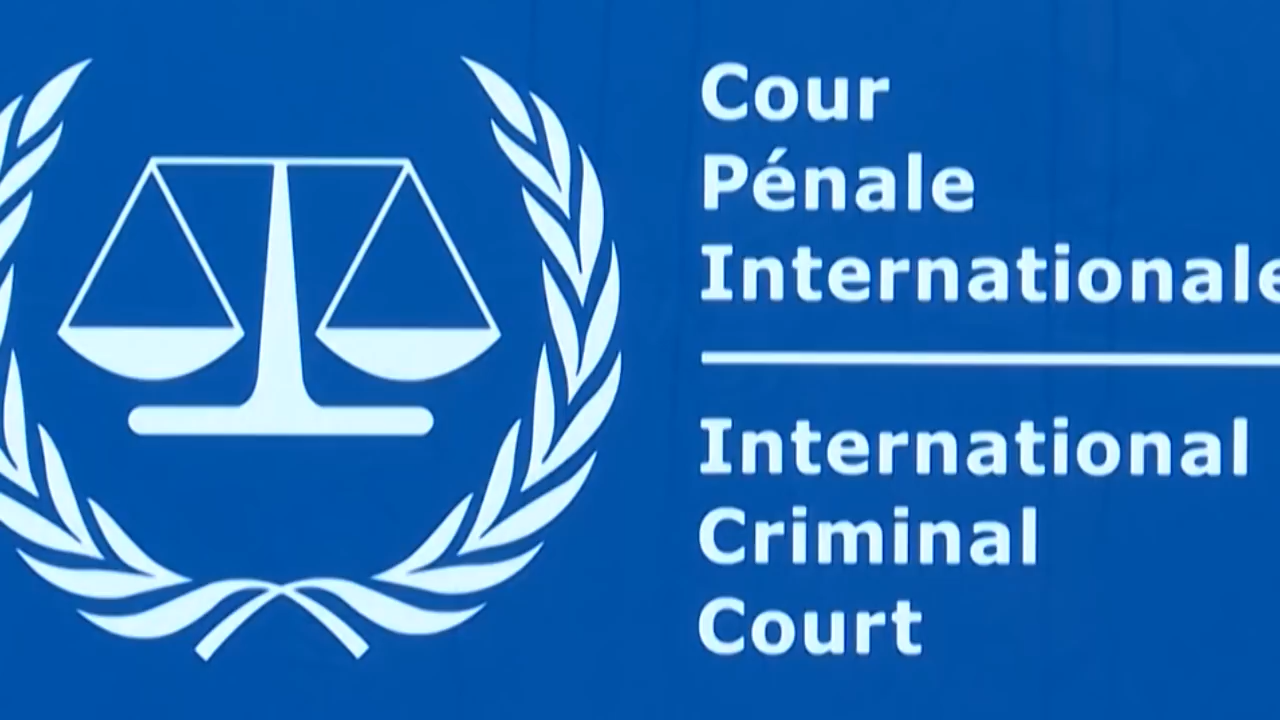 Cour
Pénale
Internationale
International
Criminal
Court